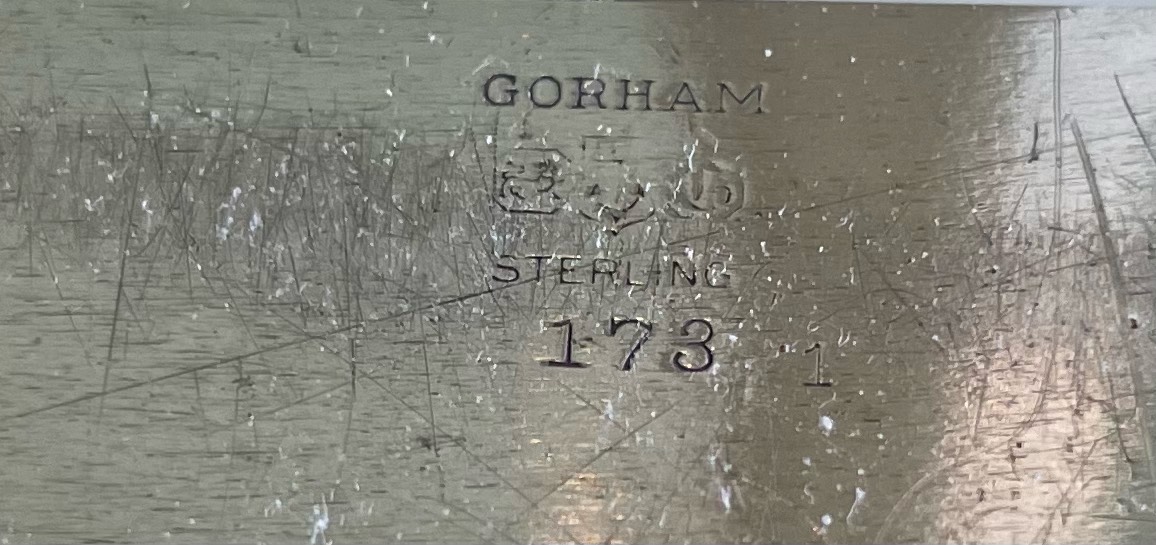 GORHAM
STERLING
173 1